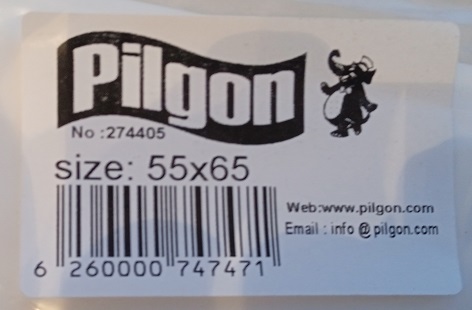 Pilgon
No :274405
size: 55x65
Web:www.pilgon.com
Email : info @ pilgon.com
6 260000 747471